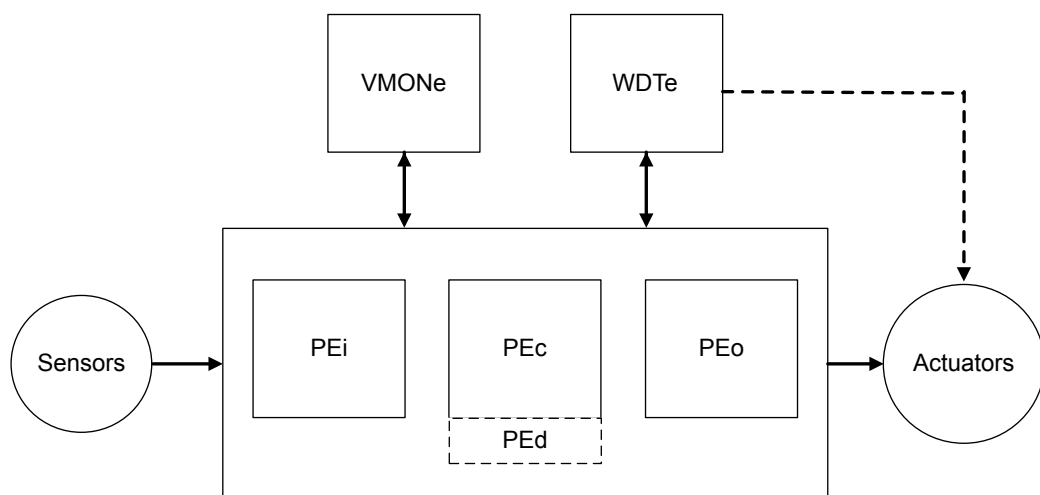 VMONe
WDTe
Sensors
PEi
PEc
PEo
Actuators
PEd